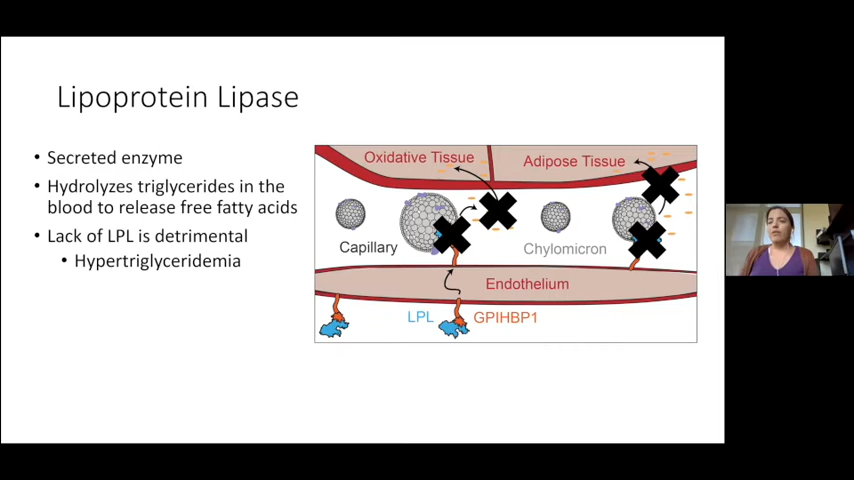 Lipoprotein Lipase
• Secreted enzyme
• Hydrolyzes triglycerides in the
blood to release free fatty acids
• Lack of LPL is detrimental
• Hypertriglyceridemia
Oxidative Tissue
Adipose Tissue
Capillary
Chylomicron
Endothelium
LPL
GPIHBP1